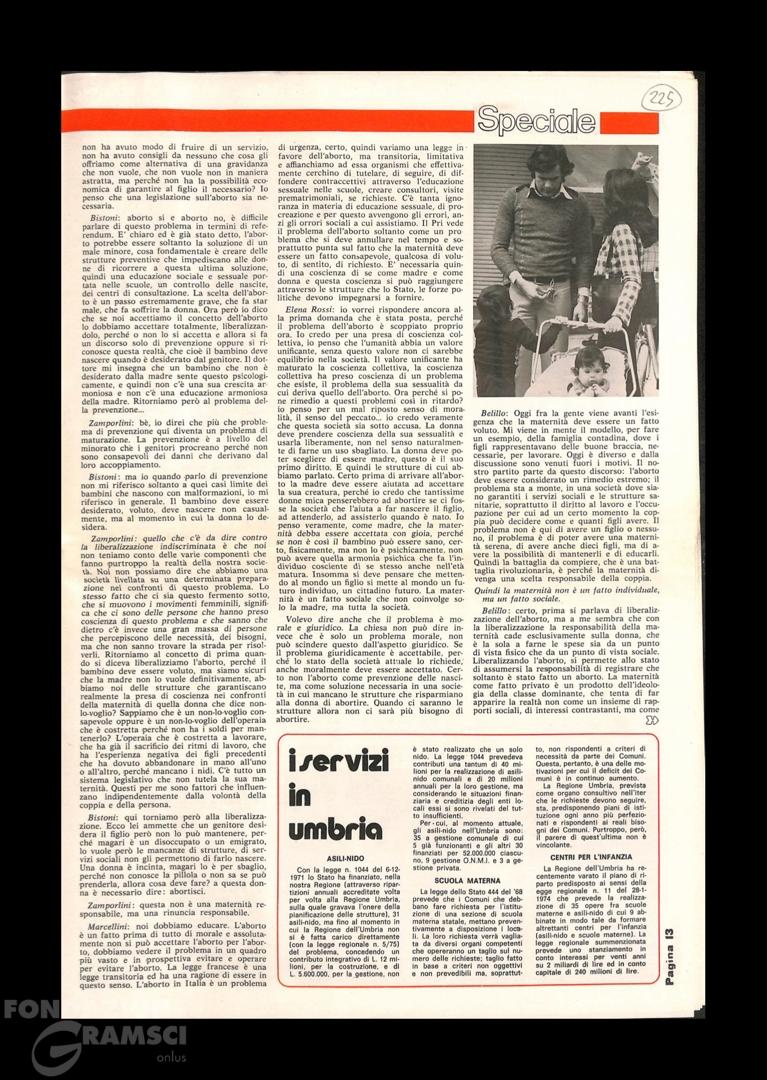 225
Speciale
non ha avuto modo di fruire di un servizio,
non ha avuto consigli da nessuno che cosa gli
offriamo come alternativa di una gravidanza
che non vuole, che non vuole non in maniera
astratta, ma perché non ha la possibilità eco-
nomica di garantire al figlio il necessario? Io
penso che una legislazione sull'aborto sia ne-
cessaria.
Bistoni: aborto si e aborto no, è difficile
parlare di questo problema in termini di refe-
rendum. E' chiaro ed è già stato detto, l'abor-
to potrebbe essere soltanto la soluzione di un
male minore, cosa fondamentale è creare delle
strutture preventive che impediscano alle don-
ne di ricorrere a questa ultima soluzione,
quindi una educazione sociale e sessuale por-
tata nelle scuole, un controllo delle nascite,
dei centri di consultazione. La scelta dell'abor-
to è un passo estremamente grave, che fa star
male, che fa soffrire la donna. Ora però io dico
che se noi accettiamo il concetto dell'aborto
lo dobbiamo accettare totalmente, liberalizzan-
dolo, perché o non lo si accetta e allora si fa
un discorso solo di prevenzione oppure si ri-
conosce questa realtà, che cioè il bambino deve
nascere quando è desiderato dal genitore. Il dot-
tore mi insegna che un bambino che non è
desiderato dalla madre sente questo psicologi-
camente, e quindi non c'è una sua crescita ar-
moniosa e non c'è una educazione armoniosa
della madre. Ritorniamo però al problema del-
la prevenzione...
Zamporlini: bè, io direi che più che proble-
ma di prevenzione qui diventa un problema di
maturazione. La prevenzione è a livello del
minorato che i genitori procreano perché non
sono consapevoli dei danni che derivano dal
loro accoppiamento.
Bistoni: ma io quando parlo di prevenzione
non mi riferisco soltanto a quei casi limite dei
bambini che nascono con malformazioni, io mi
riferisco in generale. Il bambino deve essere
desiderato, voluto, deve nascere non casual-
mente, ma al momento in cui la donna lo de-
sidera.
Zamporlini: quello che c'è da dire contro
la liberalizzazione indiscriminata è che noi
non teniamo conto delle varie componenti che
fanno purtroppo la realtà della nostra socie-
tà. Noi non possiamo dire che abbiamo una
società livellata su una determinata prepara-
zione nei confronti di questo problema. Lo
stesso fatto che ci sia questo fermento sotto,
che si muovono i movimenti femminili, signifi-
ca che ci sono delle persone che hanno preso
coscienza di questo problema e che sanno che
dietro c'è invece una gran massa di persone
che percepiscono delle necessità, dei bisogni,
ma che non sanno trovare la strada per risol-
verli. Ritorniamo al concetto di prima quan-
do si diceva liberalizziamo l'aborto, perché il
bambino deve essere voluto, ma siamo sicuri
che la madre non lo vuole definitivamente, ab-
biamo noi delle strutture che garantiscano
realmente la presa di coscienza nei confronti
della maternità di quella donna che dice non-
lo-voglio? Sappiamo che è un non-lo-voglio con-
sapevole oppure è un non-lo-voglio dell'operaia
che è costretta perché non ha i soldi per man-
tenerlo? L'operaia che è costretta a lavorare,
che ha già il sacrificio dei ritmi di lavoro, che
ha l'esperienza negativa dei figli precedenti
che ha dovuto abbandonare in mano all'uno
o all'altro, perché mancano i nidi. C'è tutto un
sistema legislativo che non tutela la sua ma-
ternità. Questi per me sono fattori che influen-
zano indipendentemente dalla volontà della
coppia e della persona.
Bistoni: qui torniamo però alla liberalizza-
zione. Ecco lei ammette che un genitore desi-
dera il figlio però non lo può mantenere, per-
ché magari è un disoccupato o un emigrato,
lo vuole però le mancanze di strutture, di ser-
vizi sociali non gli permettono di farlo nascere.
Una donna è incinta, magari lo è per sbaglio,
perché non conosce la pillola o non sa se può
prenderla, allora cosa deve fare? a questa don-
na è necessario dire: abortisci.
Zamporlini: questa non è una maternità re-
sponsabile, ma una rinuncia responsabile.
Marcellini: noi dobbiamo educare. L'aborto
è un fatto prima di tutto di morale e assoluta-
mente non si può accettare l'aborto per l'abor-
to, dobbiamo vedere il problema in un quadro
più vasto e in prospettiva evitare e operare
per evitare l'aborto. La legge francese è una
legge transitoria ed ha una ragione di essere in
questo senso. L'aborto in Italia è un problema
di urgenza, certo, quindi variamo una legge in
favore dell'aborto, ma transitoria, limitativa
e affianchiamo ad essa organismi che effettiva-
mente cerchino di tutelare, di seguire, di dif-
fondere contraccettivi attraverso l'educazione
sessuale nelle scuole, creare consultori, visite
prematrimoniali, se richieste. C'è tanta igno-
ranza in materia di educazione sessuale, di pro-
creazione e per questo avvengono gli errori, an-
zi gli errori sociali a cui assistiamo. Il Pri vede
il problema dell'aborto soltanto come un pro-
blema che si deve annullare nel tempo e so-
prattutto punta sul fatto che la maternità deve
essere un fatto consapevole, qualcosa di volu-
to, di sentito, di richiesto. E' necessaria quin-
di una coscienza di se come madre e come
donna e questa coscienza si può raggiungere
attraverso le strutture che lo Stato, le forze po-
litiche devono impegnarsi a fornire.
Elena Rossi: io vorrei rispondere ancora al-
la prima domanda che è stata posta, perché
il problema dell'aborto è scoppiato proprio
ora. Io credo per una presa di coscienza col-
lettiva, io penso che l'umanità abbia un valore
unificante, senza questo valore non ci sarebbe
equilibrio nella società. Il valore unificante ha
maturato la coscienza collettiva, la coscienza
collettiva ha preso coscienza di un problema
che esiste, il problema della sua sessualità da
cui deriva quello dell'aborto. Ora perché si po-
ne rimedio a questi problemi così in ritardo?
io penso per un mal riposto senso di mora-
lità, il senso del peccato... io credo veramente
che questa società sia sotto accusa. La donna
deve prendere coscienza della sua sessualità e
usarla liberamente, non nel senso naturalmen-
te di farne un uso sbagliato. La donna deve po-
ter scegliere di essere madre, questo è il suo
primo diritto. E quindi le strutture di cui ab-
biamo parlato. Certo prima di arrivare all'abor-
to la madre deve essere aiutata ad accettare
la sua creatura, perché io credo che tantissime
donne mica penserebbero ad abortire se ci fos-
se la società che l'aiuta a far nascere il figlio,
ad attenderlo, ad assisterlo quando è nato. Io
penso veramente, come madre, che la mater-
nità debba essere accettata con gioia, perché
se non è così il bambino può essere sano, cer-
to, fisicamente, ma non lo è psichicamente, non
può avere quella armonia psichica che fa l'in-
dividuo cosciente di se stesso anche nell'età
matura. Insomma si deve pensare che metten-
do al mondo un figlio si mette al mondo un fu-
turo individuo, un cittadino futuro. La mater-
nità è un fatto sociale che non coinvolge so-
lo la madre, ma tutta la società.
Volevo dire anche che il problema è mo-
rale e giuridico. La chiesa non può dire in-
vece che è solo un problema morale, non
può scindere questo dall'aspetto giuridico. Se
il problema giuridicamente è accettabile, per-
ché lo stato della società attuale lo richiede,
anche moralmente deve essere accettato. Cer-
to non l'aborto come prevenzione delle nasci-
te, ma come soluzione necessaria in una socie-
tà in cui mancano le strutture che risparmiano
alla donna di abortire. Quando ci saranno le
strutture allora non ci sarà più bisogno di
abortire.
Belillo: Oggi fra la gente viene avanti l'esi-
genza che la maternità deve essere un fatto
voluto. Mi viene in mente il modello, per fare
un esempio, della famiglia contadina, dove i
figli rappresentavano delle buone braccia, ne-
cessarie, per lavorare. Oggi è diverso e dalla
discussione sono venuti fuori i motivi. Il no-
stro partito parte da questo discorso: l'aborto
deve essere considerato un rimedio estremo; il
problema sta a monte, in una società dove sia-
no garantiti i servizi sociali e le strutture sa-
nitarie, soprattutto il diritto al lavoro e l'occu-
pazione per cui ad un certo momento la cop-
pia può decidere come e quanti figli avere. Il
problema non è qui di avere un figlio o nessu-
no, il problema è di poter avere una materni-
tà serena, di avere anche dieci figli, ma di a-
vere la possibilità di mantenerli e di educarli.
Quindi la battaglia da compiere, che è una bat-
taglia rivoluzionaria, è perché la maternità di-
venga una scelta responsabile della coppia.
Quindi la maternità non è un fatto individuale,
ma un fatto sociale.
Belillo: certo, prima si parlava di liberaliz-
zazione dell'aborto, ma a me sembra che con
la liberalizzazione la responsabilità della ma-
ternità cade esclusivamente sulla donna, che
è la sola a farne le spese sia da un punto
di vista fisico che da un punto di vista sociale.
Liberalizzando l'aborto, si permette allo stato
di assumersi la responsabilità di registrare che
soltanto è stato fatto un aborto. La maternità
come fatto privato è un prodotto dell'ideolo-
gia della classe dominante, che tenta di far
apparire la realtà non come un insieme di rap-
porti sociali, di interessi contrastanti, ma come
i servizi
in
umbria
ASILI-NIDO
Con la legge n. 1044 del 6-12-
1971 lo Stato ha finanziato, nella
nostra Regione (attraverso ripar-
tizioni annuali accreditate volta
per volta alla Regione Umbria,
sulla quale gravava l'onere della
pianificazione delle strutture), 31
asili-nido, ma fino al momento in
cui la Regione dell'Umbria non
si è fatta carico direttamente
(con la legge regionale n. 5/75)
del problema, concedendo un
contributo integrativo di L. 12 mi-
lioni, per la costruzione, e di
L. 5.600.000, per la gestione, non
è stato realizzato che un solo
nido. La legge 1044 prevedeva
contributi una tantum di 40 mi-
lioni per la realizzazione di asili-
nido comunali e di 20 milioni
annuali per la loro gestione, ma
considerando le situazioni finan-
ziaria e creditizia degli enti lo-
cali essi si sono rivelati del tut-
to insufficienti.
Per cui, al momento attuale,
gli asili-nido nell'Umbria sono:
35 a gestione comunale di cui
5 già funzionanti e gli altri 30
finanziati per 52.000.000 ciascu-
no, 9 gestione O.N.M.I. e 3 a ge-
stione privata.
SCUOLA MATERNA
La legge dello Stato 444 del '68
prevede che i Comuni che deb-
bano fare richiesta per l'istitu-
zione di una sezione di scuola
materna statale, mettano preven-
tivamente a disposizione i loca-
li. La loro richiesta verrà vaglia-
ta da diversi organi competenti
che opereranno un taglio sul nu-
mero delle richieste; taglio fatto
in base a criteri non oggettivi
e non prevedibili ma, soprattut-
to, non rispondenti a criteri di
necessità da parte dei Comuni.
Questa, pertanto, è una delle mo-
tivazioni per cui il deficit dei Co-
muni è in continuo aumento.
La Regione Umbria, prevista
come organo consultivo nell'iter
che le richieste devono seguire,
sta, predisponendo piani di isti-
tuzione ogni anno più perfezio-
nati e rispondenti ai reali biso-
gni dei Comuni. Purtroppo, però,
il parere di quest'ultima non è
vincolante.
CENTRI PER L'INFANZIA
La Regione dell'Umbria ha re-
centemente varato il piano di ri-
parto predisposto ai sensi della
legge regionale n. 11 del 28-1-
1974 che prevede la realizza-
zione di 35 opere fra scuole
materne e asili-nido di cui 9 ab-
binate in modo tale da formare
altrettanti centri per l'infanzia
(asili-nido e scuole materne). La
legge regionale summenzionata
prevede uno stanziamento in
conto interessi per venti anni
su 2 miliardi di lire ed in conto
capitale di 240 milioni di lire.
Pagina 13
FON
GRAMSCI
onlus